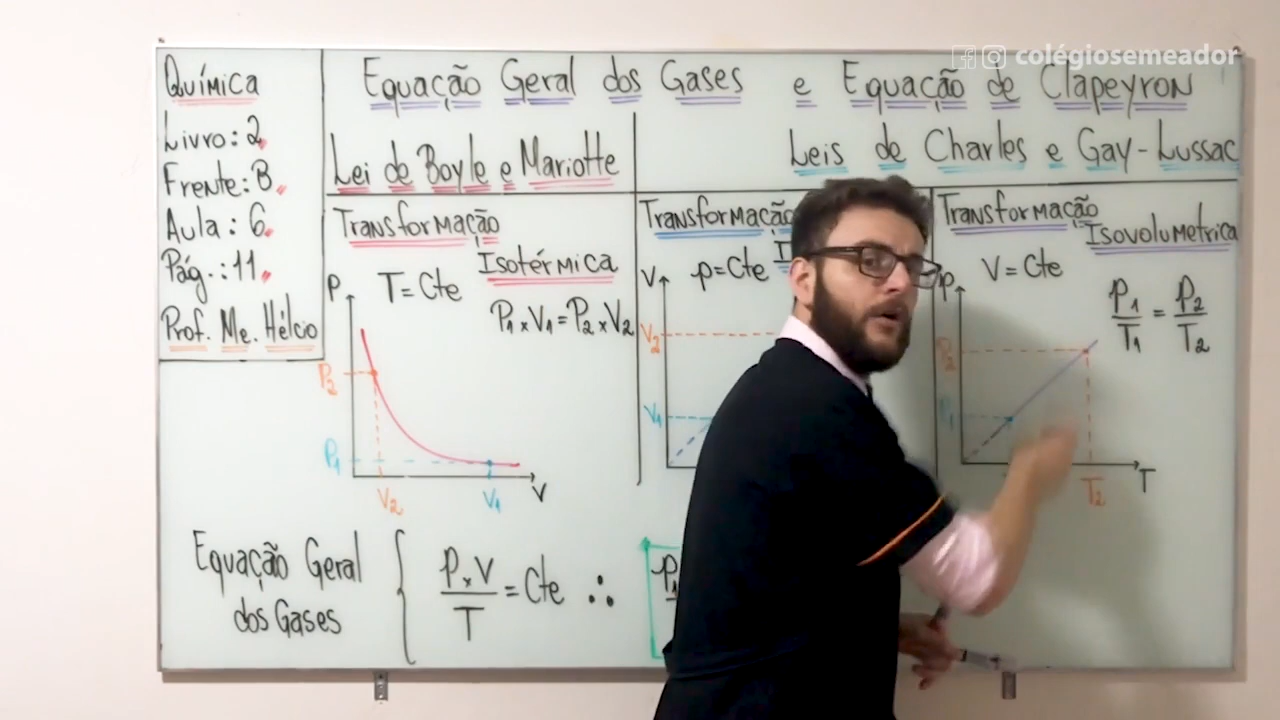 colégiosemeador
Química
Livro: 2.
Frente: B.
Aula: 6.
Pág.: 11.
Prof. Me. Hélcio
Equação Geral dos Gases e Equação de Clapeyron
Lei de Boyle e Mariotte
Leis de Charles e Gay-Lussac
Transformação
Isotérmica
P
T = Cte
P1 x V1 = P2 x V2
P2
P1
V2
V1
V
Transformação
V
p = Cte
V2
V1
Transformação
Isovolumetrica
P
V = Cte
P1/T1 = P2/T2
P2
P1
T2
T
Equação Geral
dos Gases
P x V / T = Cte ∴
P1